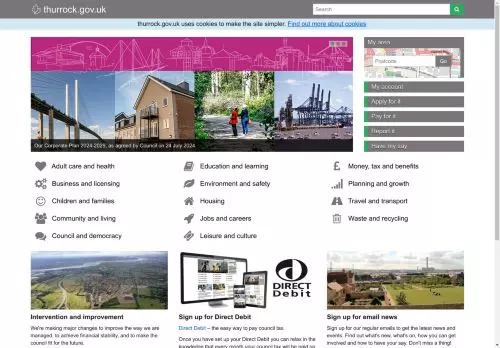 thurrock.gov.uk
Search
thurrock.gov.uk uses cookies to make the site simpler. Find out more about cookies
My area
Postcode
Go
My account
Apply for it
Pay for it
Report it
Have my say
Our Corporate Plan 2024-2029, as agreed by Council on 24 July 2024
Adult care and health
Education and learning
Money, tax and benefits
Business and licensing
Environment and safety
Planning and growth
Children and families
Housing
Travel and transport
Community and living
Jobs and careers
Waste and recycling
Council and democracy
Leisure and culture
DIRECT
Debit
Intervention and improvement
We're making major changes to improve the way we are
managed, to achieve financial stability, and to make the
council fit for the future.
Sign up for Direct Debit
Direct Debit – the easy way to pay council tax.
Once you have set up your Direct Debit you can relax in the
knowledge that every month your council tax will be paid on
Sign up for email news
Sign up for our regular emails to get the latest news and
events. Find out what's new, what's on, how you can get
involved and how to have your say. Don't miss a thing!